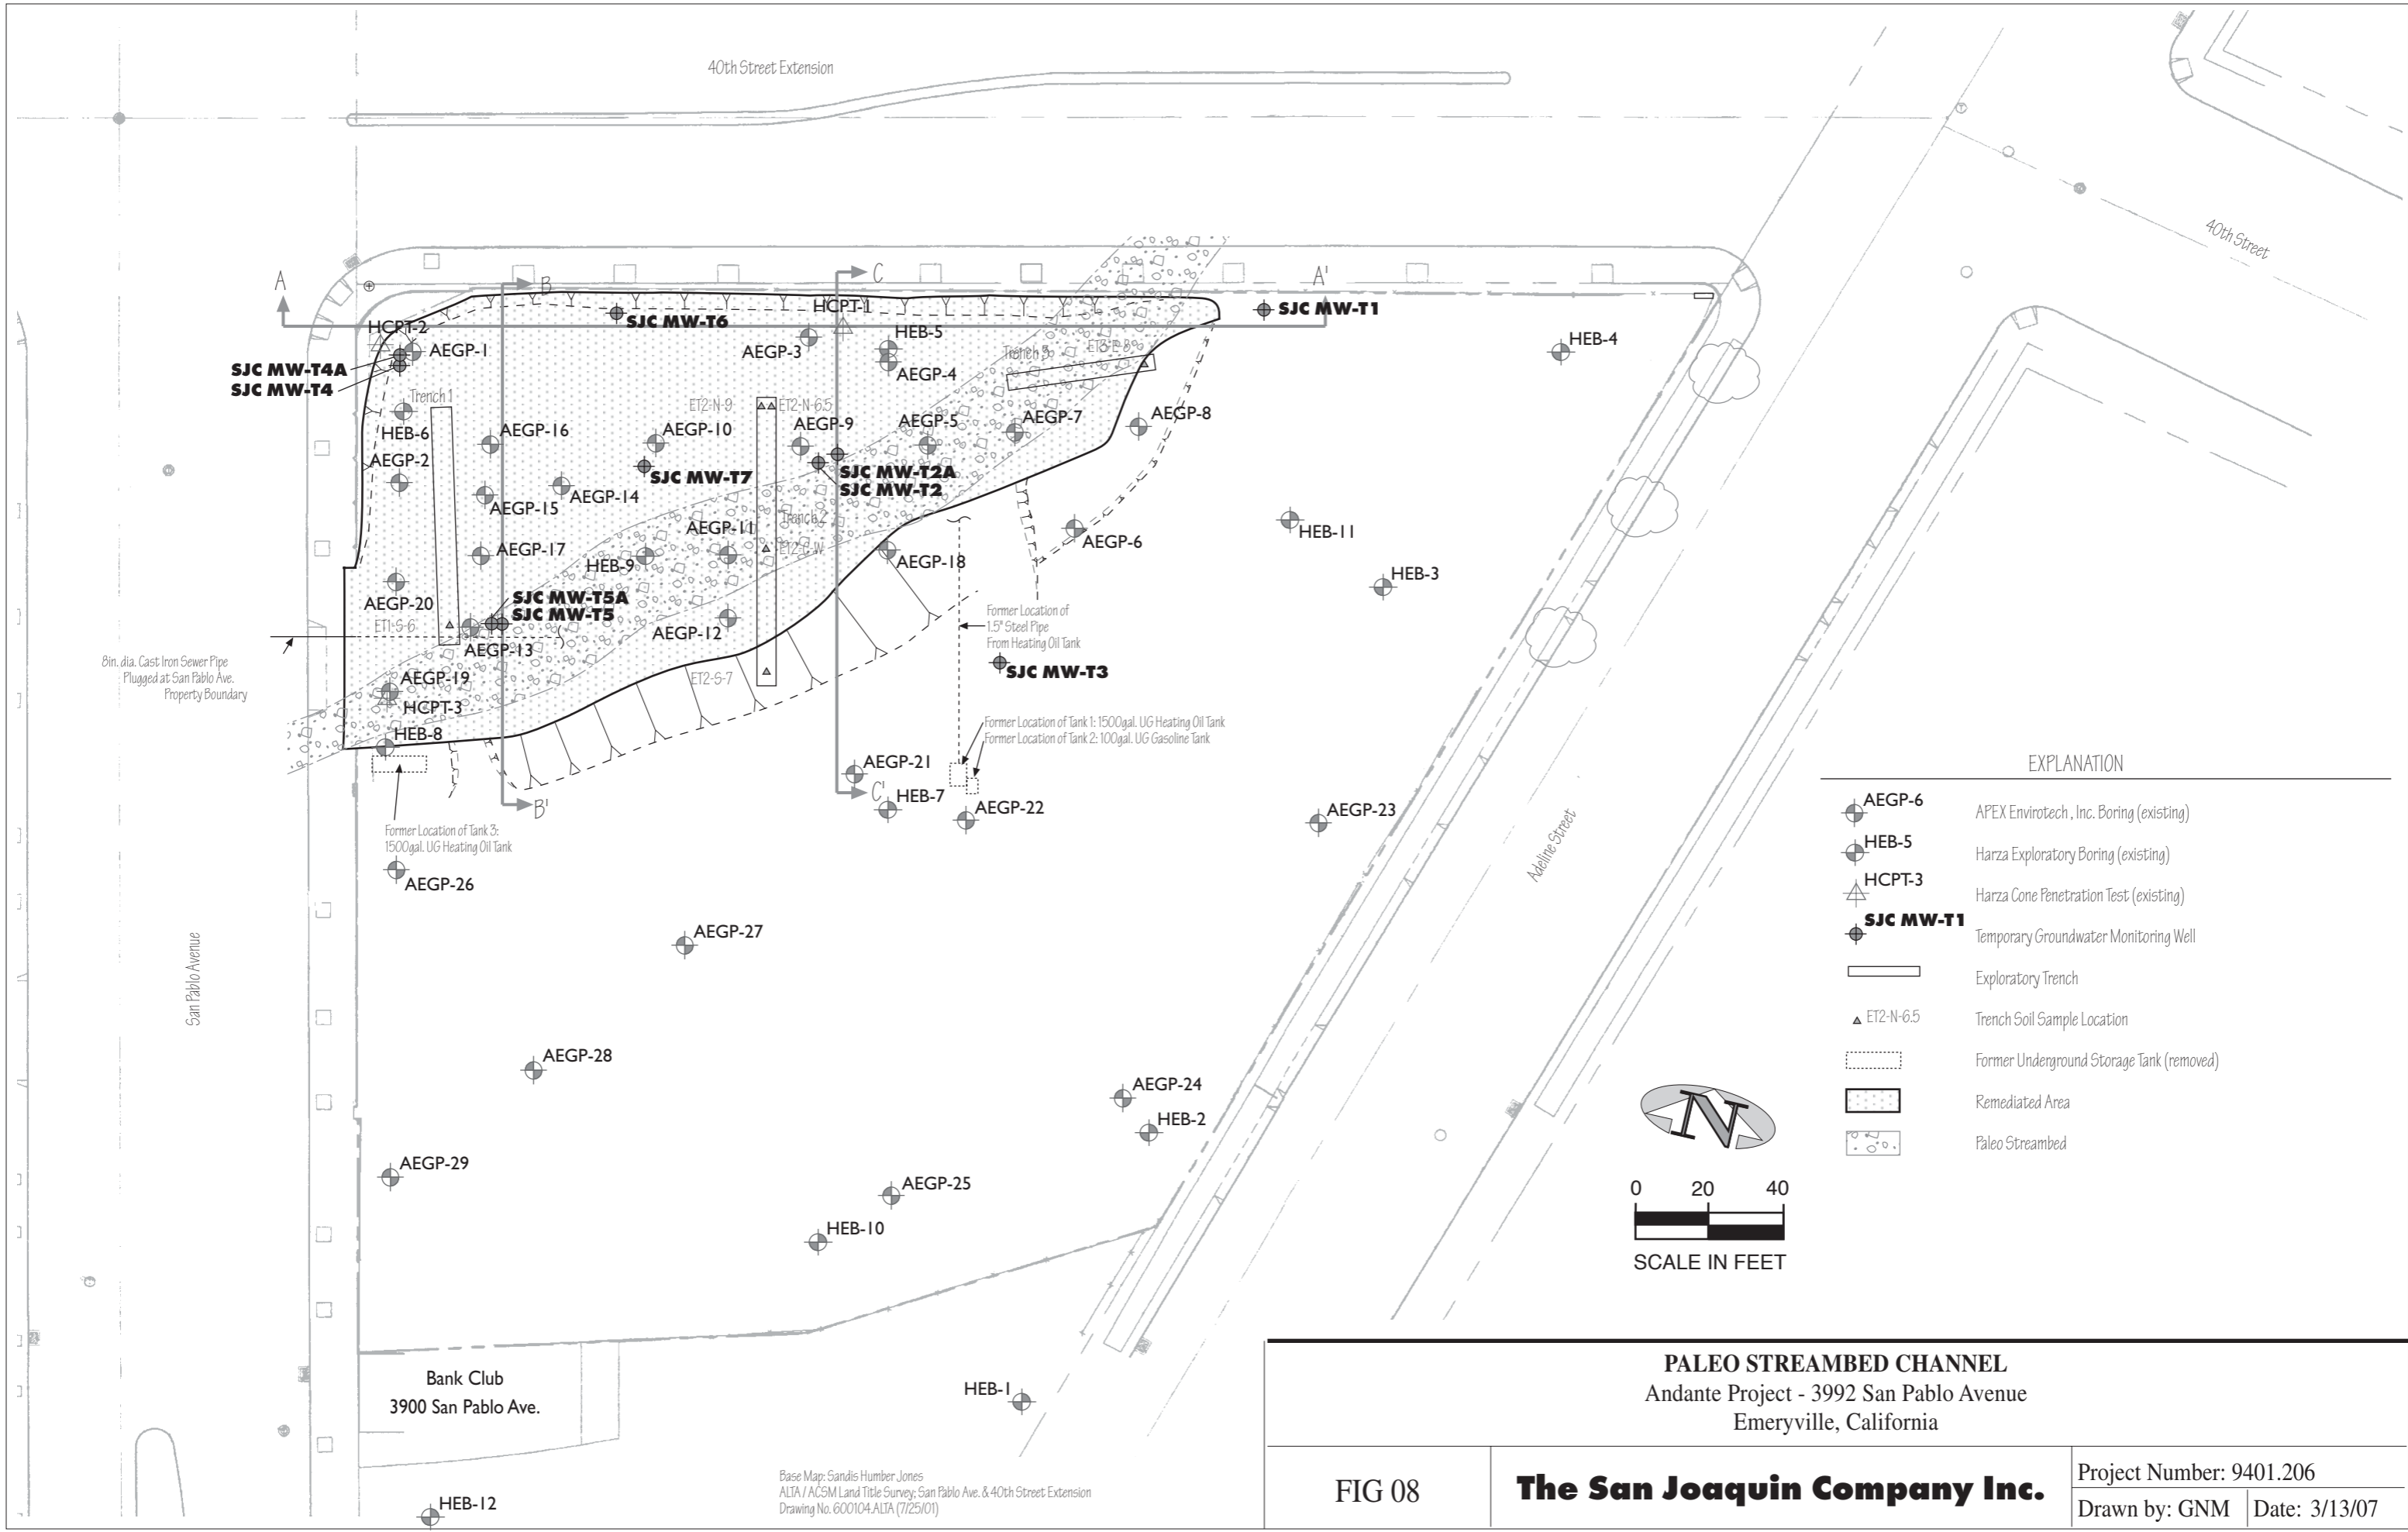 40th Street Extension
40th Street
A
B
C
A'
HCPT-1
SJC MW-T1
HCPT-2
SJC MW-T6
HEB-5
HEB-4
AEGP-1
AEGP-3
Trench 3
ET3-E-8
SJC MW-T4A
SJC MW-T4
AEGP-4
Trench 1
ET2-N-9
ET2-N-6.5
HEB-6
AEGP-16
AEGP-10
AEGP-9
AEGP-5
AEGP-7
AEGP-8
AEGP-2
SJC MW-T7
SJC MW-T2A
SJC MW-T2
AEGP-14
AEGP-15
AEGP-11
Trench 2
HEB-11
AEGP-6
AEGP-17
ET2-C-W
HEB-9
AEGP-18
HEB-3
AEGP-20
SJC MW-T5A
SJC MW-T5
Former Location of
1.5" Steel Pipe
From Heating Oil Tank
ET1-S-6
AEGP-12
AEGP-13
8in. dia. Cast Iron Sewer Pipe
Plugged at San Pablo Ave.
Property Boundary
AEGP-19
ET2-S-7
SJC MW-T3
HCPT-3
Former Location of Tank 1: 1500gal. UG Heating Oil Tank
Former Location of Tank 2: 100gal. UG Gasoline Tank
HEB-8
AEGP-21
C'
HEB-7
B'
AEGP-22
AEGP-23
Former Location of Tank 3:
1500gal. UG Heating Oil Tank
AEGP-26
Adeline Street
AEGP-27
San Pablo Avenue
AEGP-28
AEGP-24
HEB-2
AEGP-29
AEGP-25
HEB-10
EXPLANATION
AEGP-6
APEX Envirotech, Inc. Boring (existing)
HEB-5
Harza Exploratory Boring (existing)
HCPT-3
Harza Cone Penetration Test (existing)
SJC MW-T1
Temporary Groundwater Monitoring Well
Exploratory Trench
ET2-N-6.5
Trench Soil Sample Location
Former Underground Storage Tank (removed)
Remediated Area
Paleo Streambed
N
0 20 40
SCALE IN FEET
Bank Club
3900 San Pablo Ave.
HEB-1
HEB-12
Base Map: Sandis Humber Jones
ALTA / ACSM Land Title Survey; San Pablo Ave. & 40th Street Extension
Drawing No. 600104.ALTA (7/25/01)
PALEO STREAMBED CHANNEL
Andante Project - 3992 San Pablo Avenue
Emeryville, California
FIG 08
The San Joaquin Company Inc.
Project Number: 9401.206
Drawn by: GNM
Date: 3/13/07